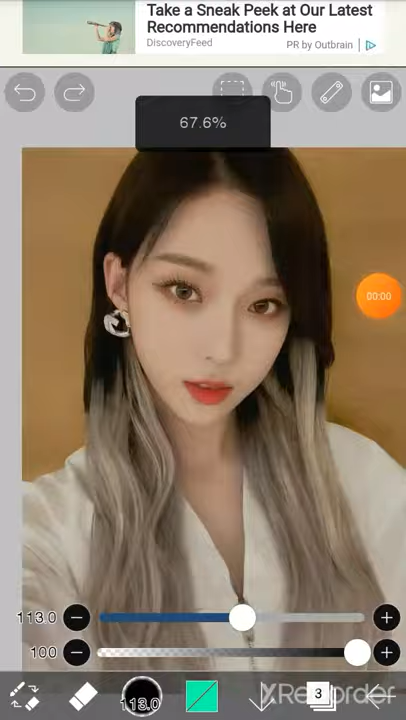 Take a Sneak Peek at Our Latest
Recommendations Here
DiscoveryFeed
PR by Outbrain
67.6%
00:00
113.0
100
113.0
3
XRecorder